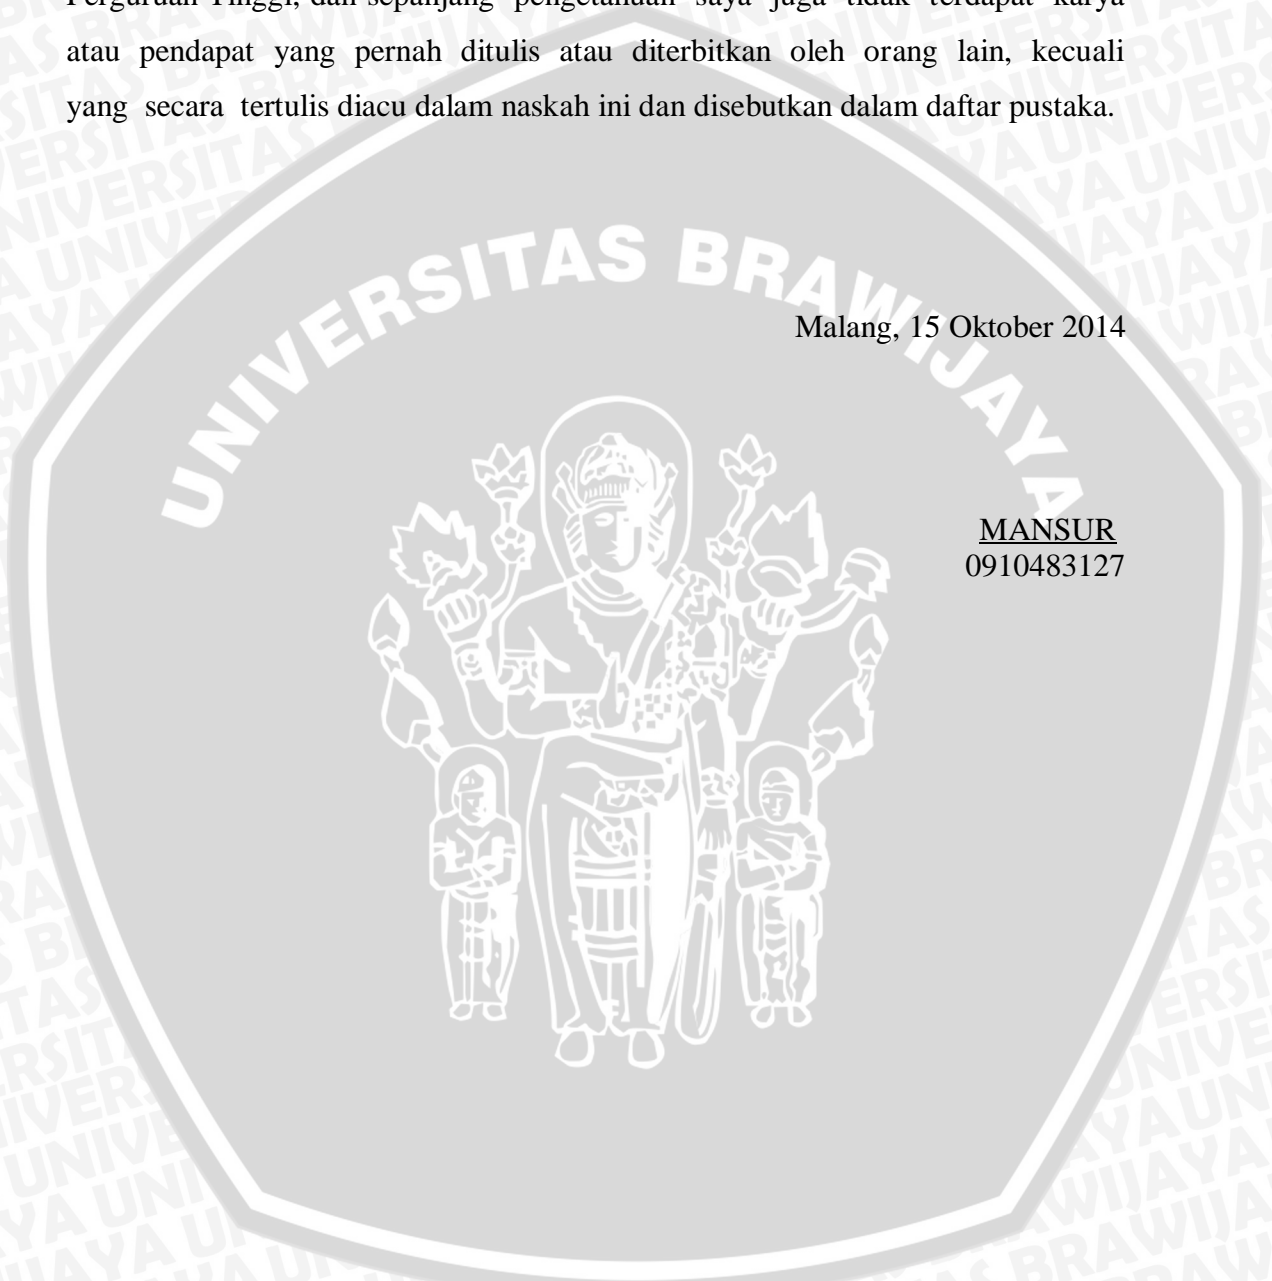 Perguruan Tinggi, dan sepanjang pengetahuan saya juga tidak terdapat karya
atau pendapat yang pernah ditulis atau diterbitkan oleh orang lain, kecuali
yang secara tertulis diacu dalam naskah ini dan disebutkan dalam daftar pustaka.
UNIVERSITAS BRAWIJAYA
Malang, 15 Oktober 2014
MANSUR
0910483127